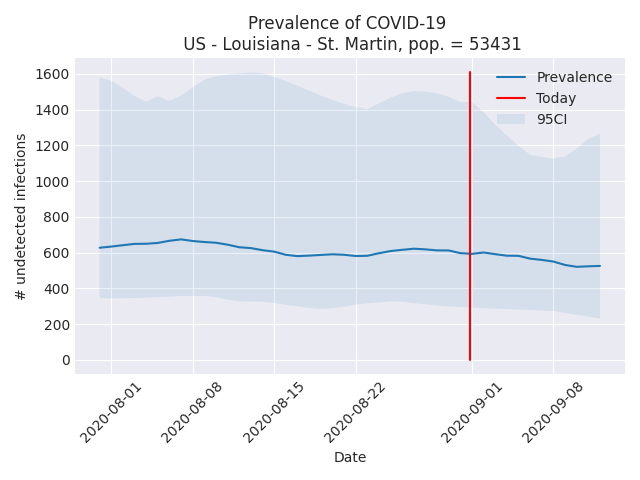 Prevalence of COVID-19
US - Louisiana - St. Martin, pop. = 53431
Prevalence
Today
95CI
1600
1400
1200
1000
800
600
400
200
0
# undetected infections
2020-08-01
2020-08-08
2020-08-15
2020-08-22
2020-09-01
2020-09-08
Date